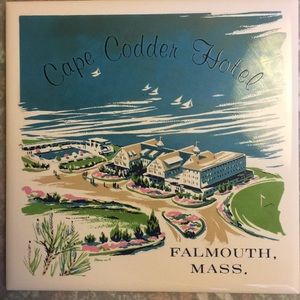 Cape Codder Hotel
FALMOUTH,
MASS.